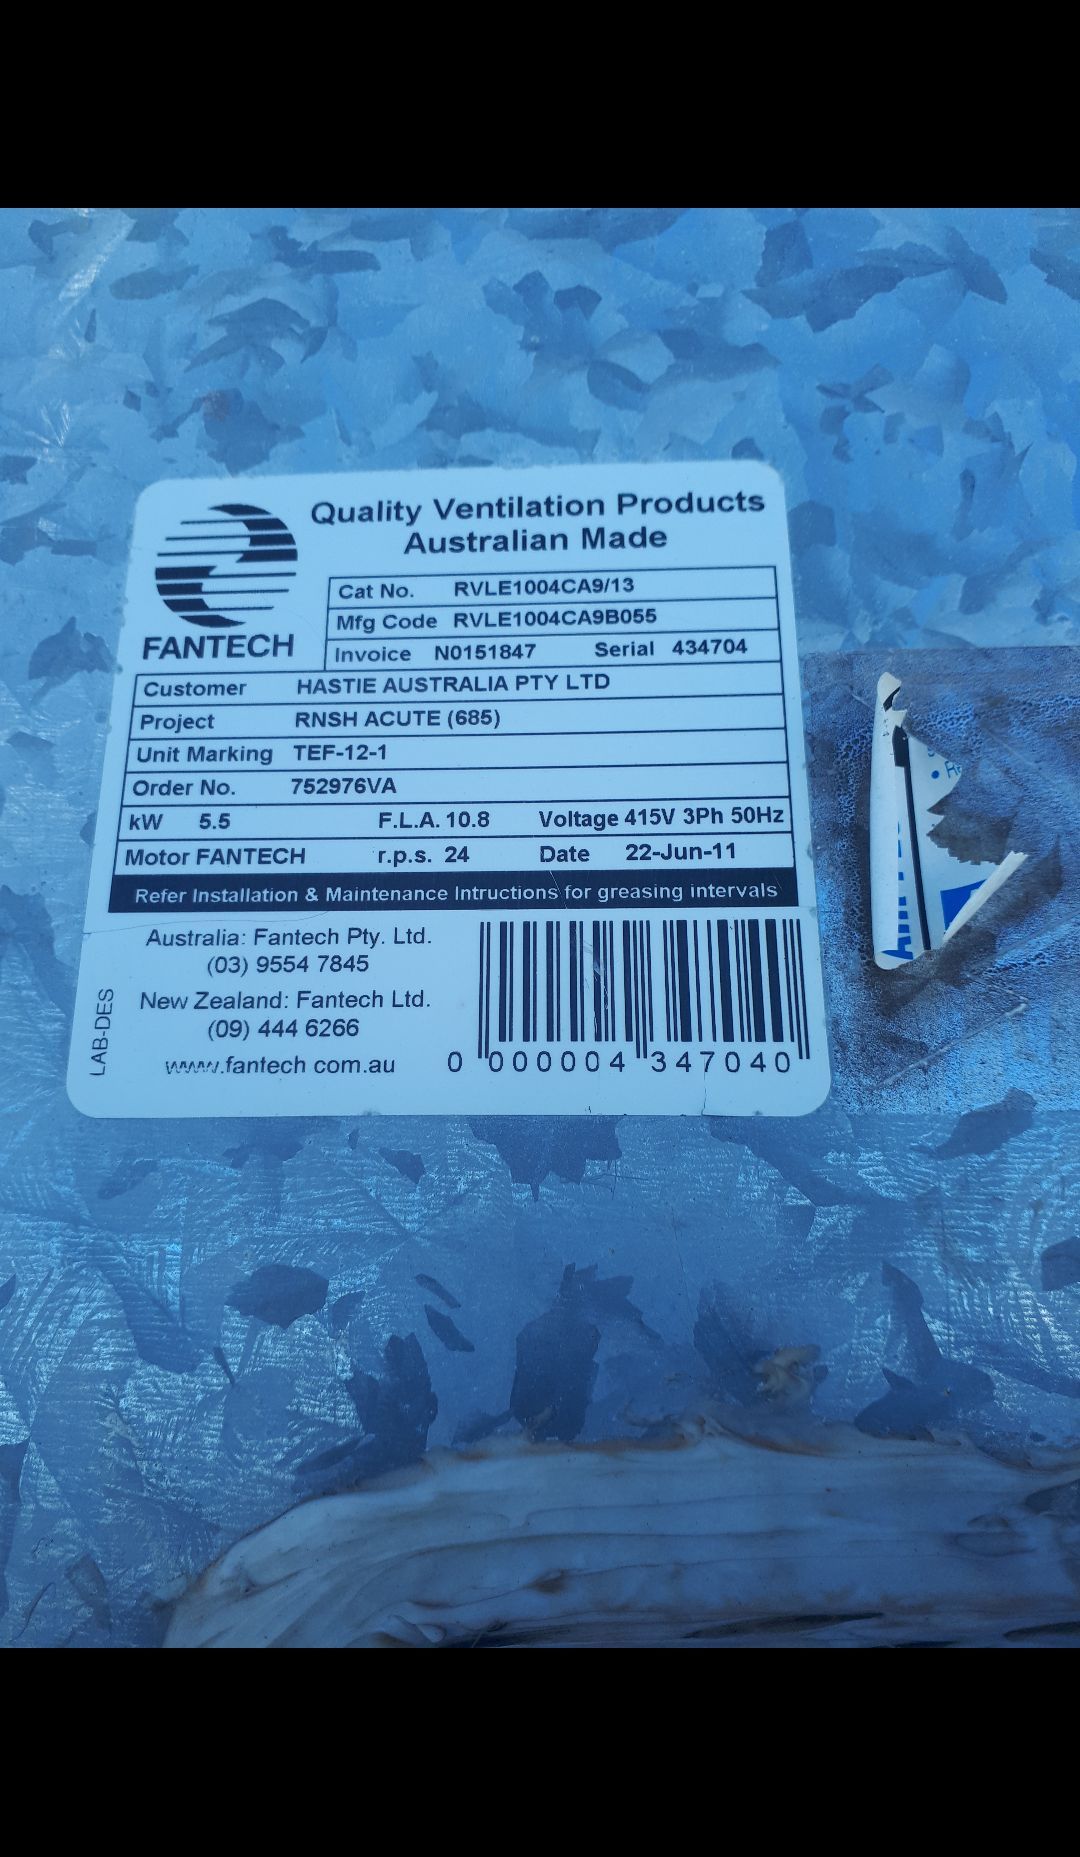 Quality Ventilation Products
Australian Made
FANTECH
Cat No. RVLE1004CA9/13
Mfg Code RVLE1004CA9B055
Invoice N0151847 Serial 434704
Customer HASTIE AUSTRALIA PTY LTD
Project RNSH ACUTE (685)
Unit Marking TEF-12-1
Order No. 752976VA
kW 5.5 F.L.A. 10.8 Voltage 415V 3Ph 50Hz
Motor FANTECH r.p.s. 24 Date 22-Jun-11
Refer Installation & Maintenance Intructions for greasing intervals
Australia: Fantech Pty. Ltd.
(03) 9554 7845
New Zealand: Fantech Ltd.
(09) 444 6266
www.fantech com.au
LAB-DES
0 000004 347040